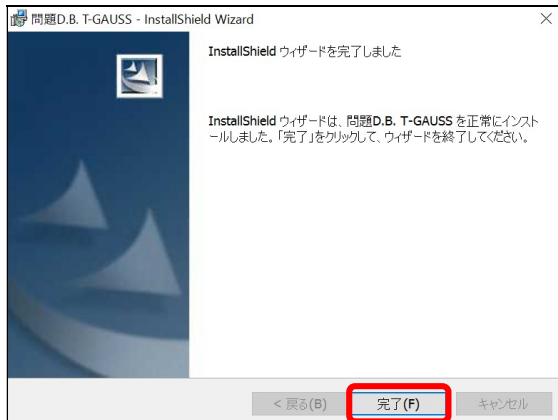 問題D.B. T-GAUSS - InstallShield Wizard
InstallShield ウィザードを完了しました
InstallShield ウィザードは、問題D.B. T-GAUSS を正常にインスト
ールしました。「完了」をクリックして、ウィザードを終了してください。
< 戻る(B) 完了(F) キャンセル